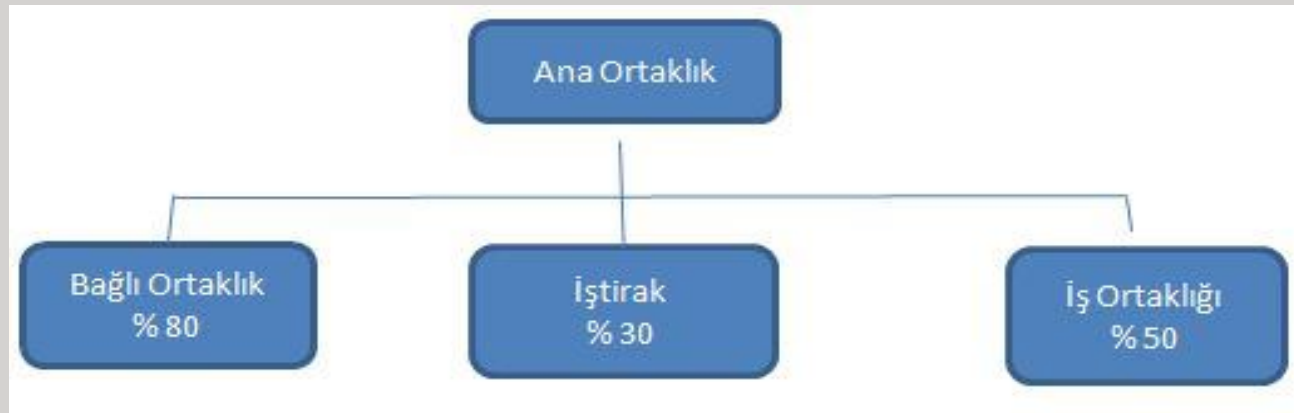 Ana Ortaklık
Bağlı Ortaklık
% 80
İştirak
% 30
İş Ortaklığı
% 50